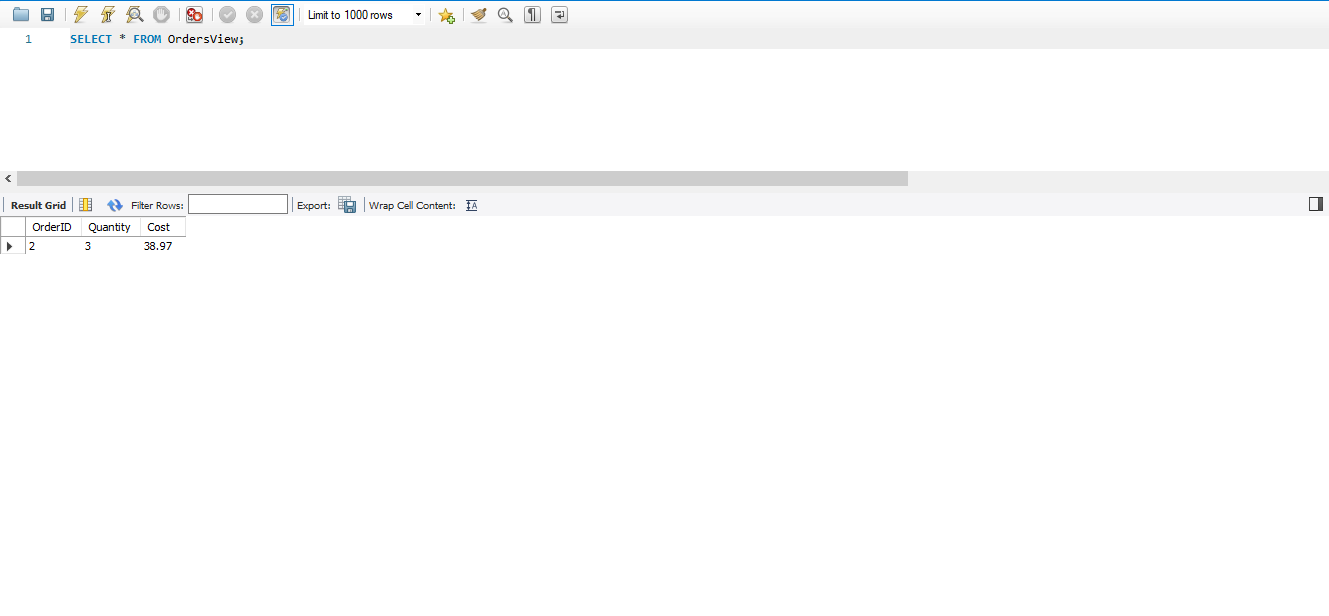 Limit to 1000 rows
1 SELECT * FROM OrdersView;
Result Grid Filter Rows: Export: Wrap Cell Content:
OrderID Quantity Cost
2 3 38.97